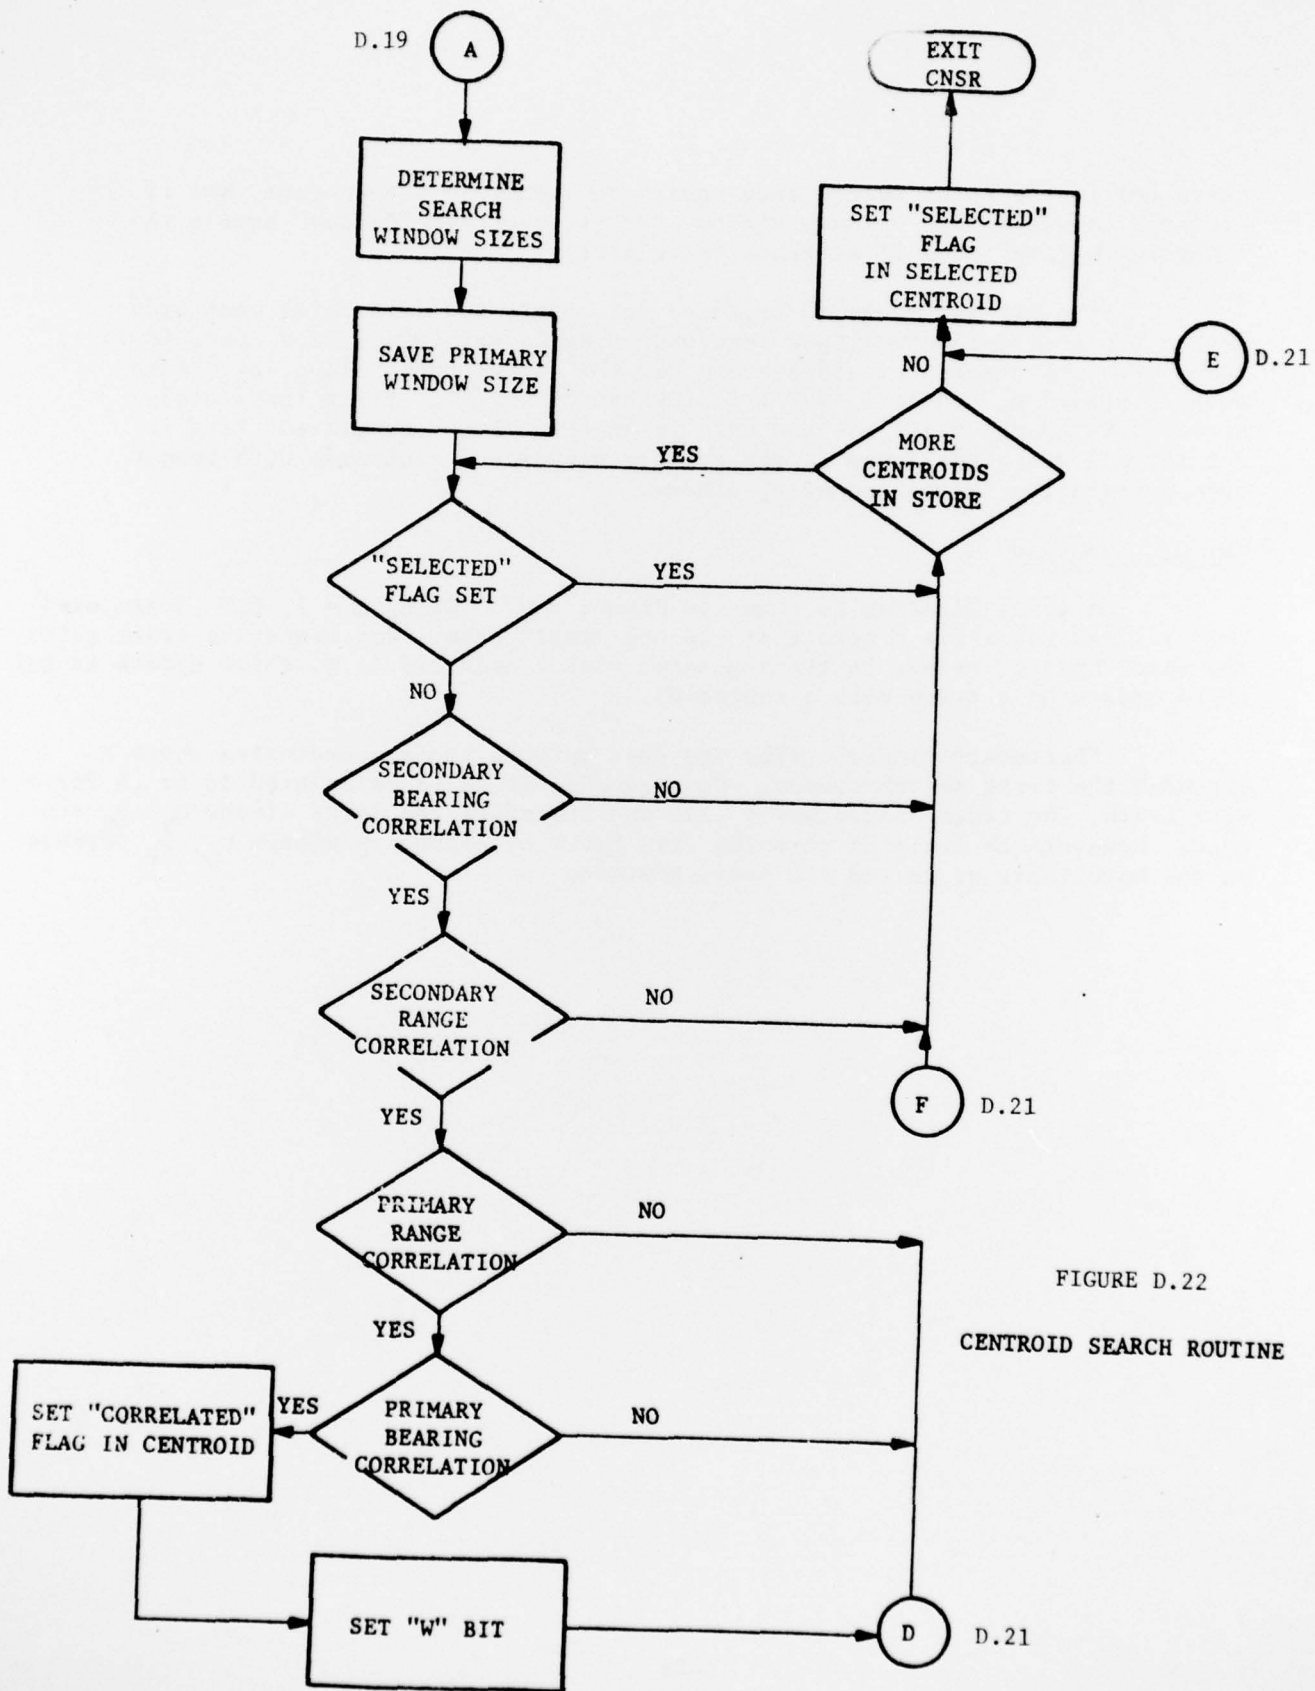 D.19
A
DETERMINE
SEARCH
WINDOW SIZES
SAVE PRIMARY
WINDOW SIZE
"SELECTED"
FLAG SET
YES
NO
SECONDARY
BEARING
CORRELATION
NO
YES
SECONDARY
RANGE
CORRELATION
NO
YES
PRIMARY
RANGE
CORRELATION
NO
YES
PRIMARY
BEARING
CORRELATION
NO
YES
SET "CORRELATED"
FLAG IN CENTROID
SET "W" BIT
D
D.21
F
D.21
MORE
CENTROIDS
IN STORE
YES
NO
E
D.21
SET "SELECTED"
FLAG
IN SELECTED
CENTROID
EXIT
CNSR
FIGURE D.22
CENTROID SEARCH ROUTINE